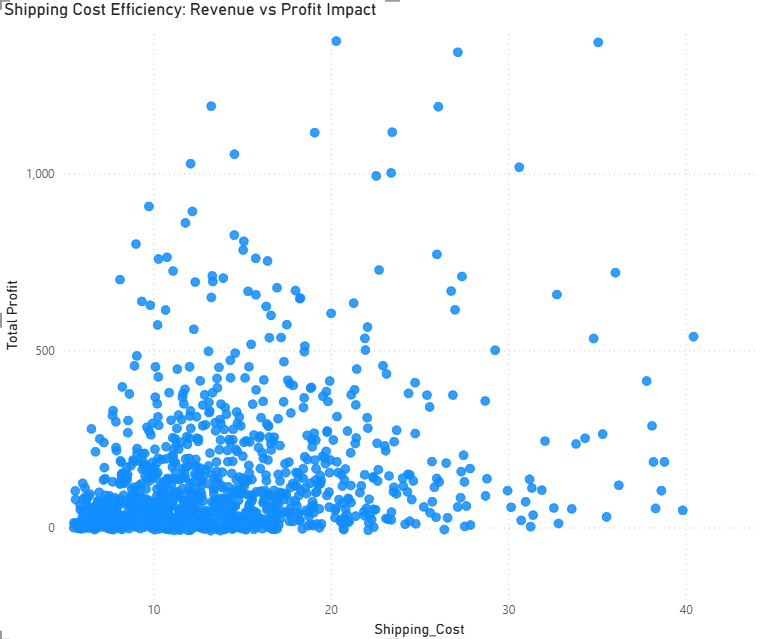 Shipping Cost Efficiency: Revenue vs Profit Impact
Total Profit
1,000
500
0
10 20 30 40
Shipping_Cost